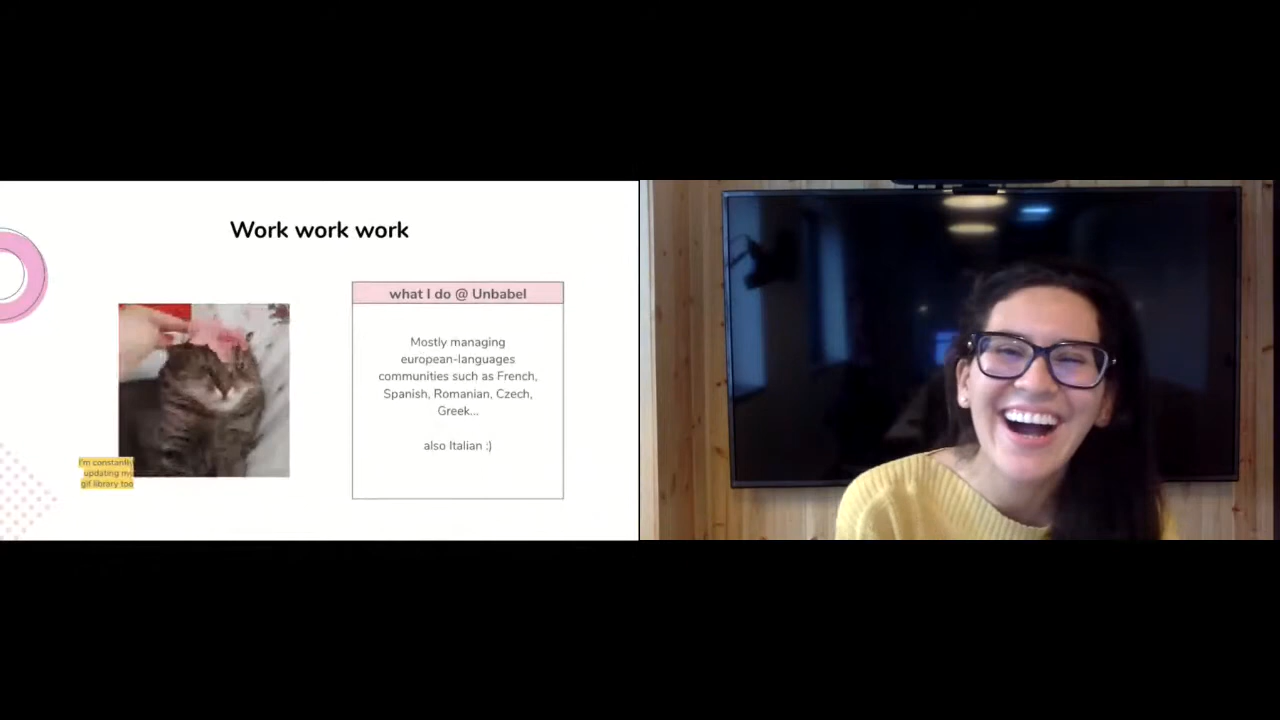 Work work work
what I do @ Unbabel
Mostly managing
european-languages
communities such as French,
Spanish, Romanian, Czech,
Greek...
also Italian :)
I'm constantly
updating my
gif library too